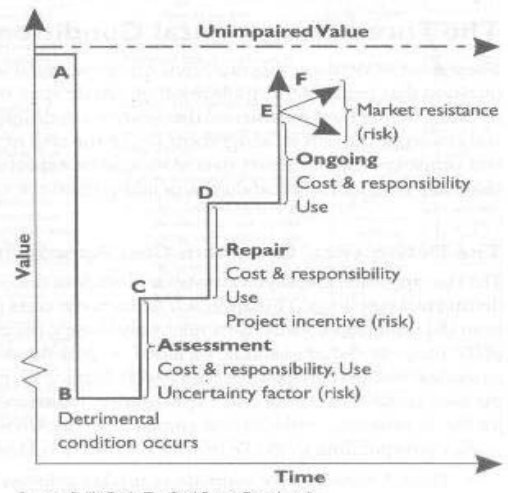 Unimpaired Value
A
F
E
Market resistance
(risk)
Ongoing
Cost & responsibility
Use
D
Value
Repair
Cost & responsibility
Use
Project incentive (risk)
C
Assessment
Cost & responsibility, Use
Uncertainty factor (risk)
B
Detrimental
condition occurs
Time